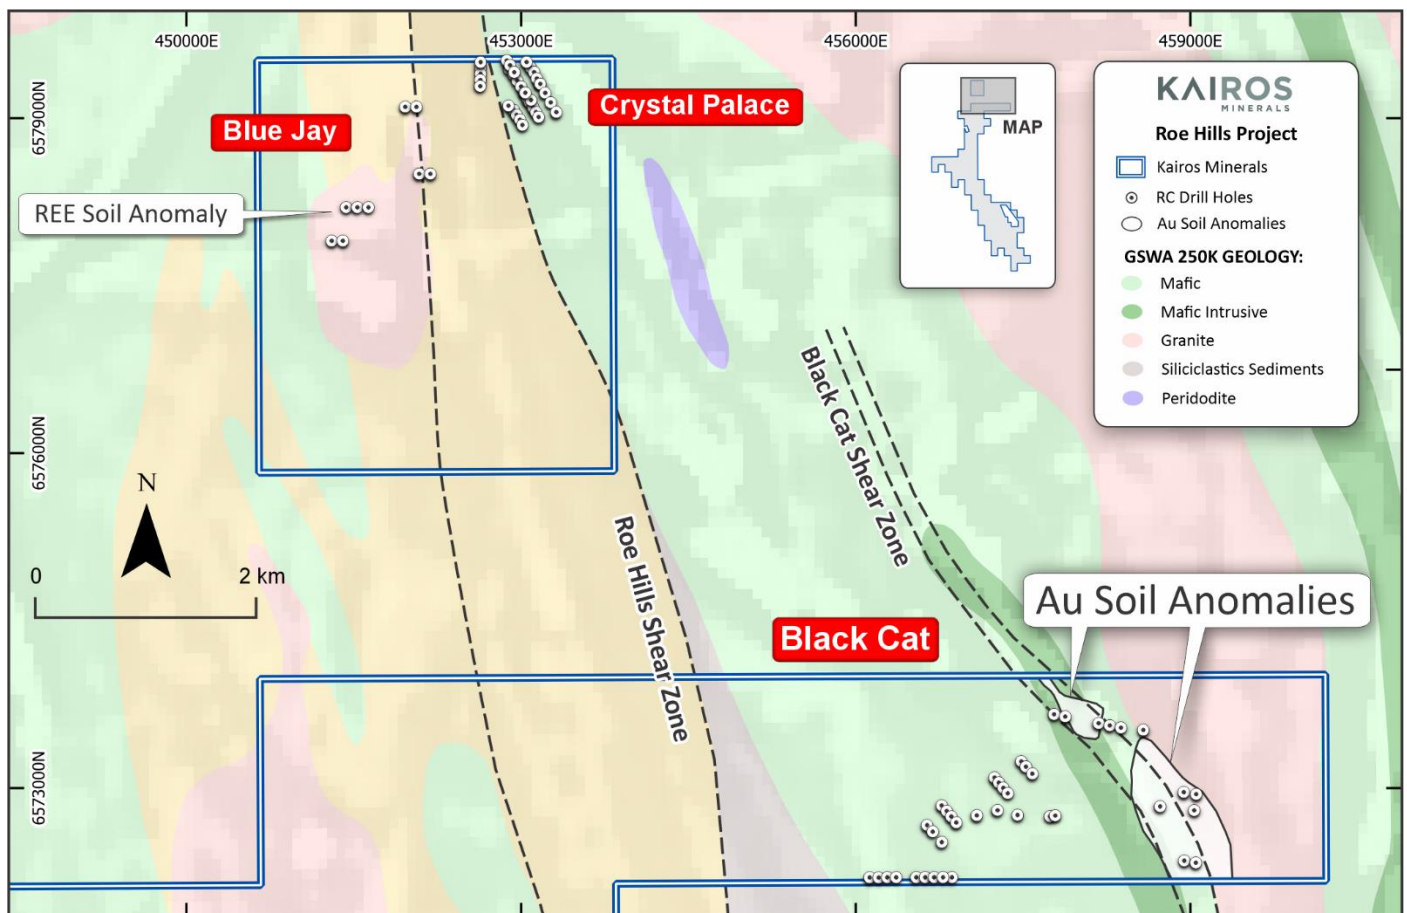 450000E
453000E
456000E
459000E
6579000N
6576000N
6573000N
Blue Jay
Crystal Palace
REE Soil Anomaly
MAP
KAIROS
MINERALS
Roe Hills Project
Kairos Minerals
RC Drill Holes
Au Soil Anomalies
GSWA 250K GEOLOGY:
Mafic
Mafic Intrusive
Granite
Siliciclastics Sediments
Peridodite
Black Cat Shear Zone
N
0
2 km
Roe Hills Shear Zone
Au Soil Anomalies
Black Cat